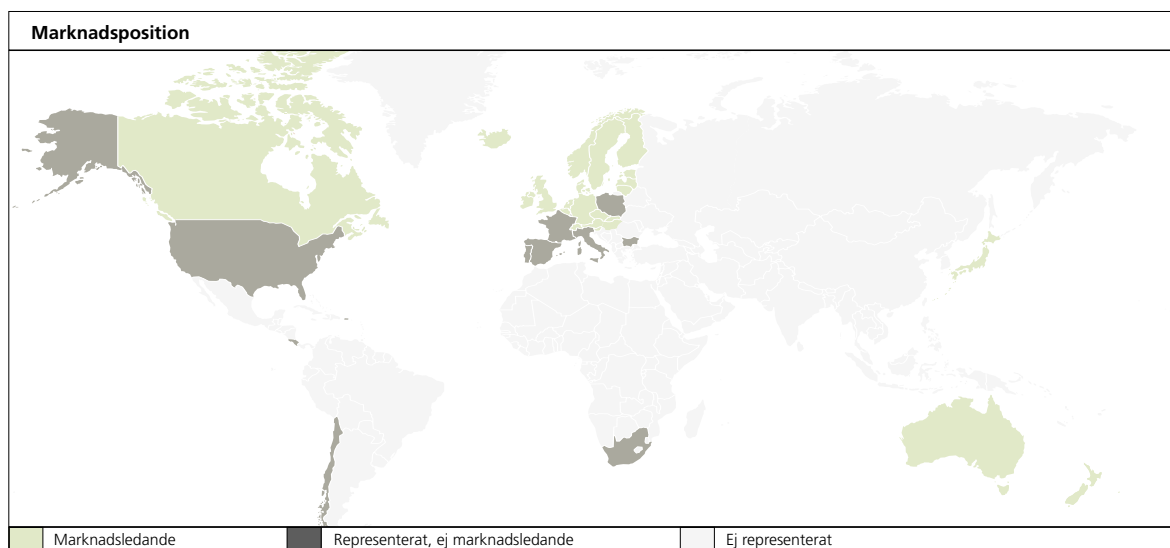 Marknadsposition
Marknadsledande
Representerat, ej marknadsledande
Ej representerat